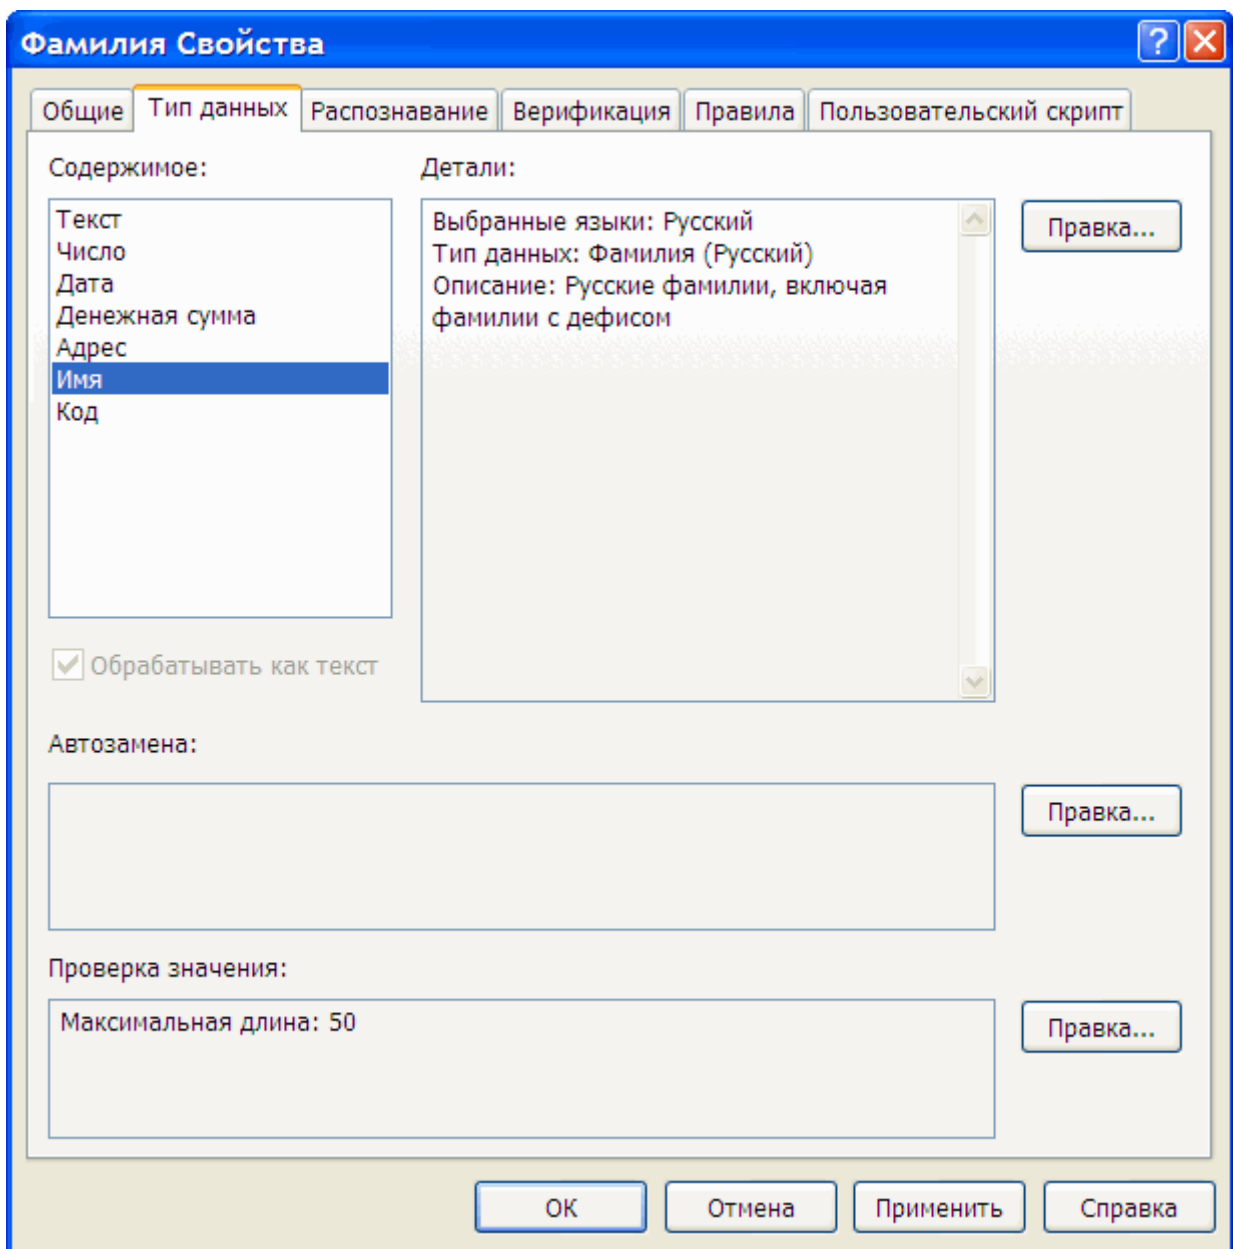 Фамилия Свойства
Общие Тип данных Распознавание Верификация Правила Пользовательский скрипт
Содержимое:
Детали:
Текст
Число
Дата
Денежная сумма
Адрес
Имя
Код
Выбранные языки: Русский
Тип данных: Фамилия (Русский)
Описание: Русские фамилии, включая
фамилии с дефисом
Правка...
Обрабатывать как текст
Автозамена:
Правка...
Проверка значения:
Максимальная длина: 50
Правка...
ОК Отмена Применить Справка